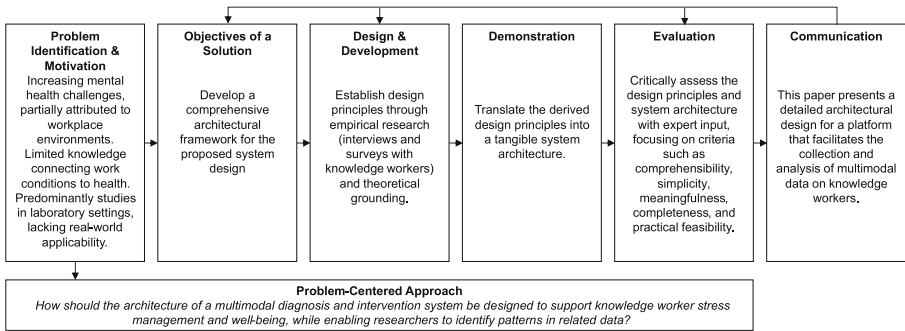 Problem
Identification &
Motivation
Increasing mental
health challenges,
partially attributed to
workplace
environments.
Limited knowledge
connecting work
conditions to health.
Predominantly studies
in laboratory settings,
lacking real-world
applicability.
Objectives of a
Solution
Develop a
comprehensive
architectural
framework for the
proposed system
design
Design &
Development
Establish design
principles through
empirical research
(interviews and
surveys with
knowledge workers)
and theoretical
grounding.
Demonstration
Translate the derived
design principles into
a tangible system
architecture.
Evaluation
Critically assess the
design principles and
system architecture
with expert input,
focusing on criteria
such as
comprehensibility,
simplicity,
meaningfulness,
completeness, and
practical feasibility.
Communication
This paper presents a
detailed architectural
design for a platform
that facilitates the
collection and
analysis of multimodal
data on knowledge
workers.
Problem-Centered Approach
How should the architecture of a multimodal diagnosis and intervention system be designed to support knowledge worker stress
management and well-being, while enabling researchers to identify patterns in related data?